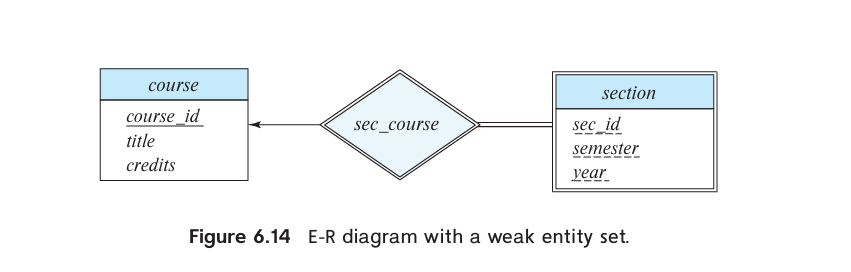 course
course_id
title
credits
sec_course
section
sec_id
semester
year
Figure 6.14 E-R diagram with a weak entity set.